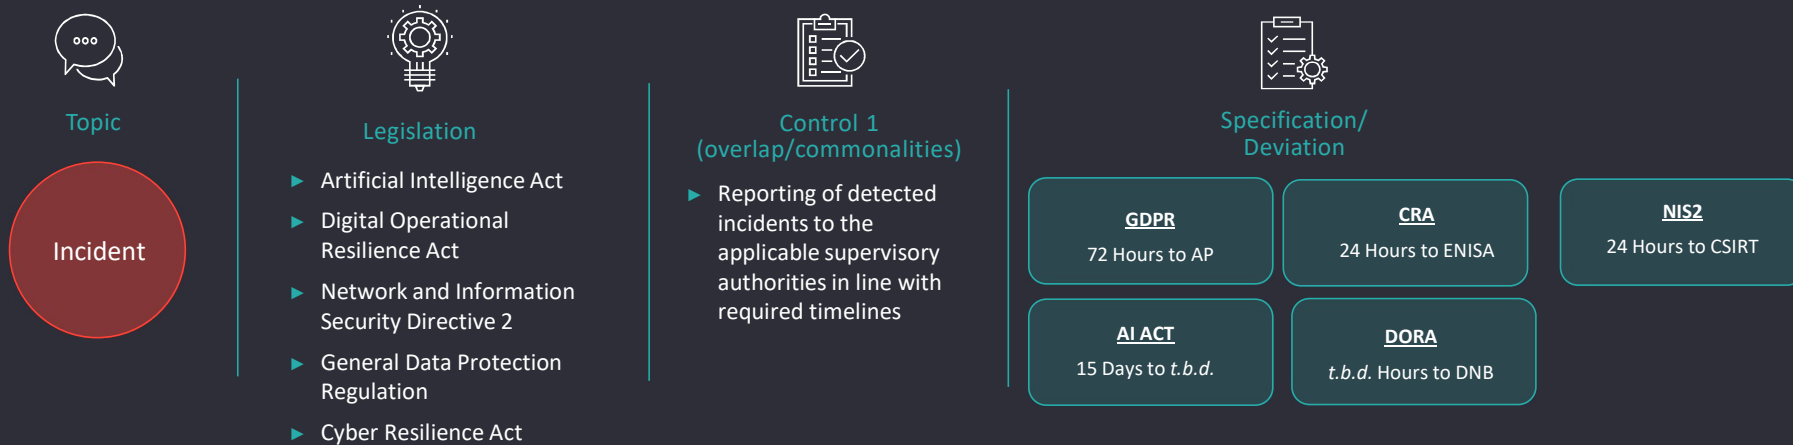 Topic
Incident
Legislation
► Artificial Intelligence Act
► Digital Operational
Resilience Act
► Network and Information
Security Directive 2
► General Data Protection
Regulation
► Cyber Resilience Act
Control 1
(overlap/commonalities)
► Reporting of detected
incidents to the
applicable supervisory
authorities in line with
required timelines
Specification/
Deviation
GDPR
72 Hours to AP
CRA
24 Hours to ENISA
NIS2
24 Hours to CSIRT
AI ACT
15 Days to t.b.d.
DORA
t.b.d. Hours to DNB